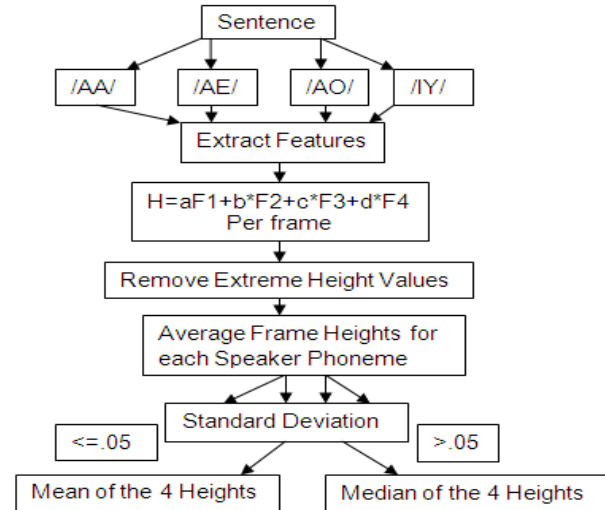 Sentence
/AA/
/AE/
/AO/
/IY/
Extract Features
H=aF1+b*F2+c*F3+d*F4
Per frame
Remove Extreme Height Values
Average Frame Heights for
each Speaker Phoneme
Standard Deviation
<=.05
>.05
Mean of the 4 Heights
Median of the 4 Heights